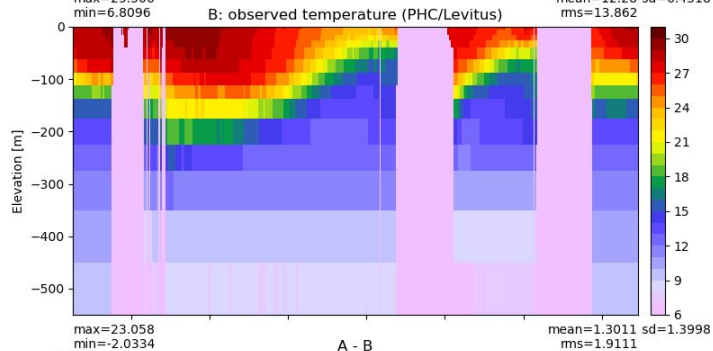 min=6.8096
B: observed temperature (PHC/Levitus)
rms=13.862
0
−100
−200
−300
−400
−500
Elevation [m]
30
27
24
21
18
15
12
9
6
max=23.058
min=-2.0334
A - B
mean=1.3011 sd=1.3998
rms=1.9111